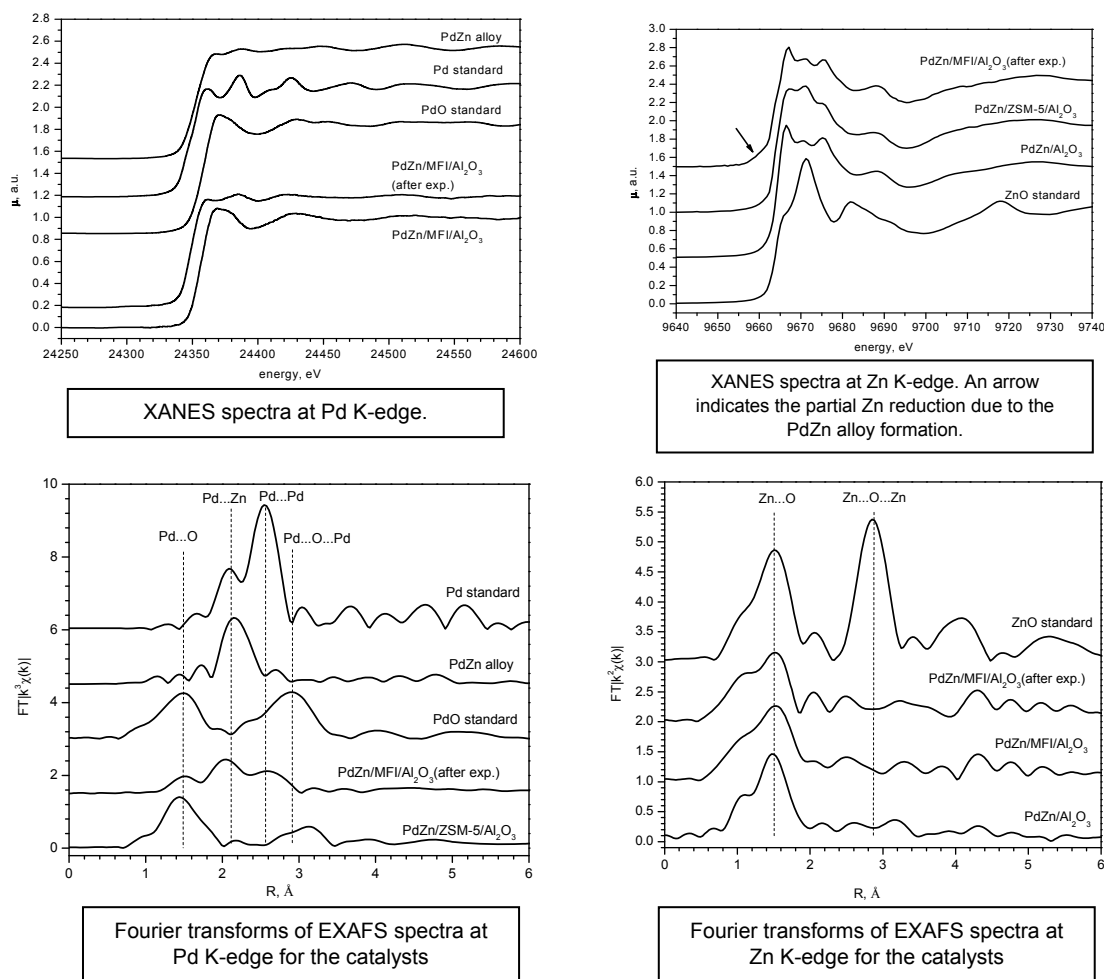 2.8
2.6
2.4
2.2
2.0
1.8
1.6
1.4
1.2
1.0
0.8
0.6
0.4
0.2
0.0
μ, a.u.
PdZn alloy
Pd standard
PdO standard
PdZn/MFI/Al₂O₃
(after exp.)
PdZn/MFI/Al₂O₃
24250 24300 24350 24400 24450 24500 24550 24600
energy, eV
XANES spectra at Pd K-edge.
3.0
2.8
2.6
2.4
2.2
2.0
1.8
1.6
1.4
1.2
1.0
0.8
0.6
0.4
0.2
0.0
μ, a.u.
PdZn/MFI/Al₂O₃(after exp.)
PdZn/ZSM-5/Al₂O₃
PdZn/Al₂O₃
ZnO standard
9640 9650 9660 9670 9680 9690 9700 9710 9720 9730 9740
energy, eV
XANES spectra at Zn K-edge. An arrow
indicates the partial Zn reduction due to the
PdZn alloy formation.
10
8
6
4
2
0
FT|k³χ(k)|
Pd...O
Pd...Zn
Pd...Pd
Pd...O...Pd
Pd standard
PdZn alloy
PdO standard
PdZn/MFI/Al₂O₃(after exp.)
PdZn/ZSM-5/Al₂O₃
0 1 2 3 4 5 6
R, Å
Fourier transforms of EXAFS spectra at
Pd K-edge for the catalysts
6.0
5.5
5.0
4.5
4.0
3.5
3.0
2.5
2.0
1.5
1.0
0.5
0.0
FT|k²χ(k)|
Zn...O
Zn...O...Zn
ZnO standard
PdZn/MFI/Al₂O₃(after exp.)
PdZn/MFI/Al₂O₃
PdZn/Al₂O₃
0 1 2 3 4 5 6
R, Å
Fourier transforms of EXAFS spectra at
Zn K-edge for the catalysts